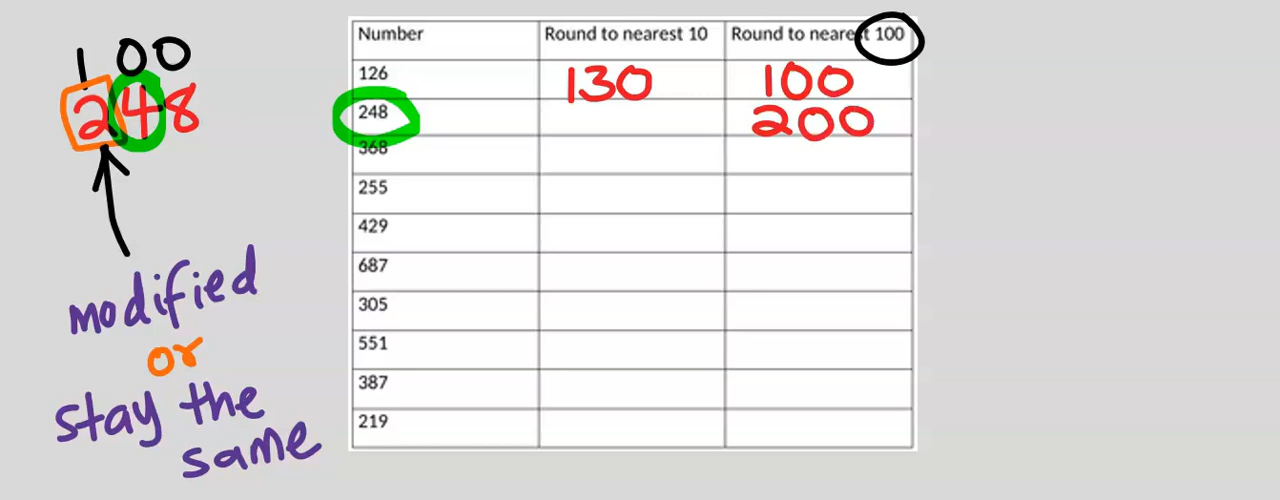 100
248
modified
or
stay the
same
Number Round to nearest 10 Round to nearest 100
126 130 100
248 200
368
255
429
687
305
551
387
219